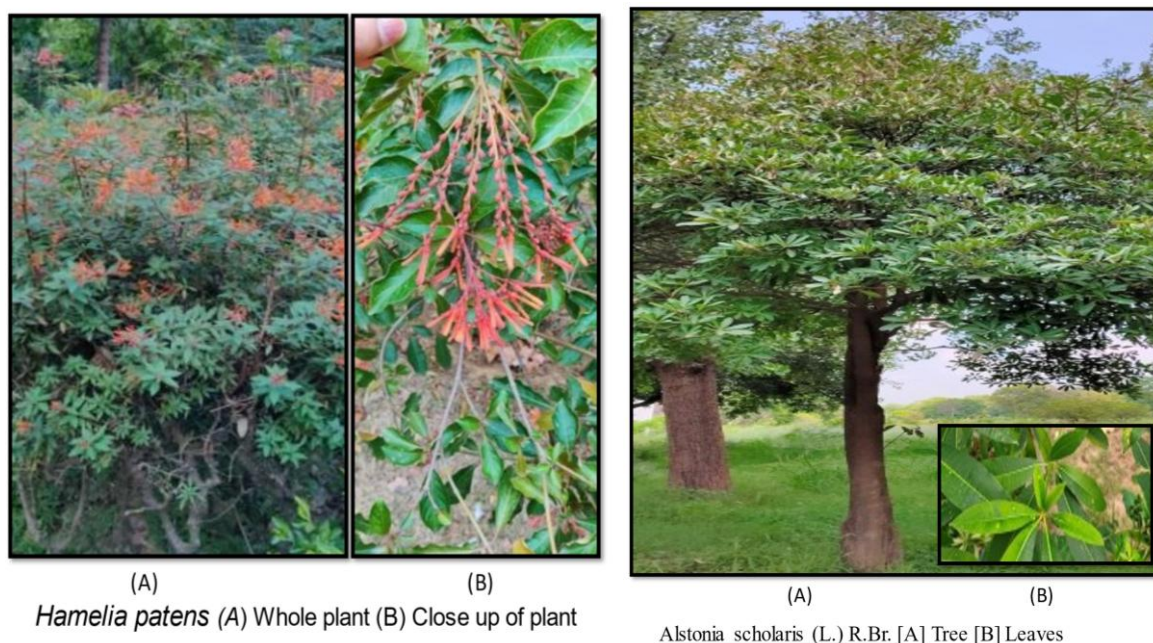 (A)
(B)
Hamelia patens (A) Whole plant (B) Close up of plant
(A)
(B)
Alstonia scholaris (L.) R.Br. [A] Tree [B] Leaves